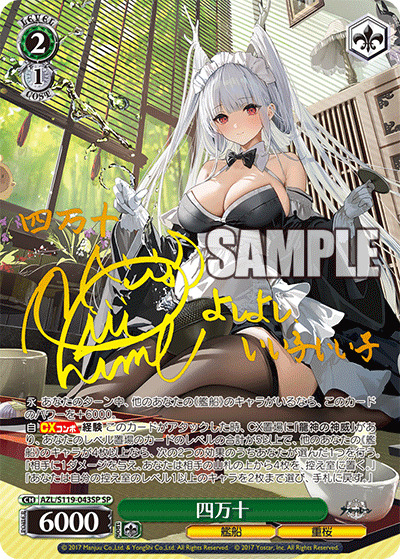 LEVEL
2
1
COST
四万十
SAMPLE
よしよし
いい子いい子
永 あなたのターン中、他のあなたの《艦船》のキャラがいるなら、このカード
のパワーを+6000。
自 CXコンボ 経験 このカードがアタックした時、CX置場に「龍神の神威」があ
り、あなたのレベル置場のカードのレベルの合計が3以上で、他のあなたの《艦
船》のキャラが4枚以上なら、次の2つの効果のうちあなたが選んだ1つを行う。
『相手に1ダメージを与え、あなたは相手の山札の上から4枚を、控え室に置く。』
『あなたは自分の控え室のレベル1以上のキャラを2枚まで選び、手札に戻す。』
CH AZL/S119-043SP SP
6000
四万十
艦船
重桜
© 2017 Manjuu Co.,Ltd. & YongShi Co.,Ltd. All Rights Reserved. © 2017 Yostar, Inc. All Rights Reserved.